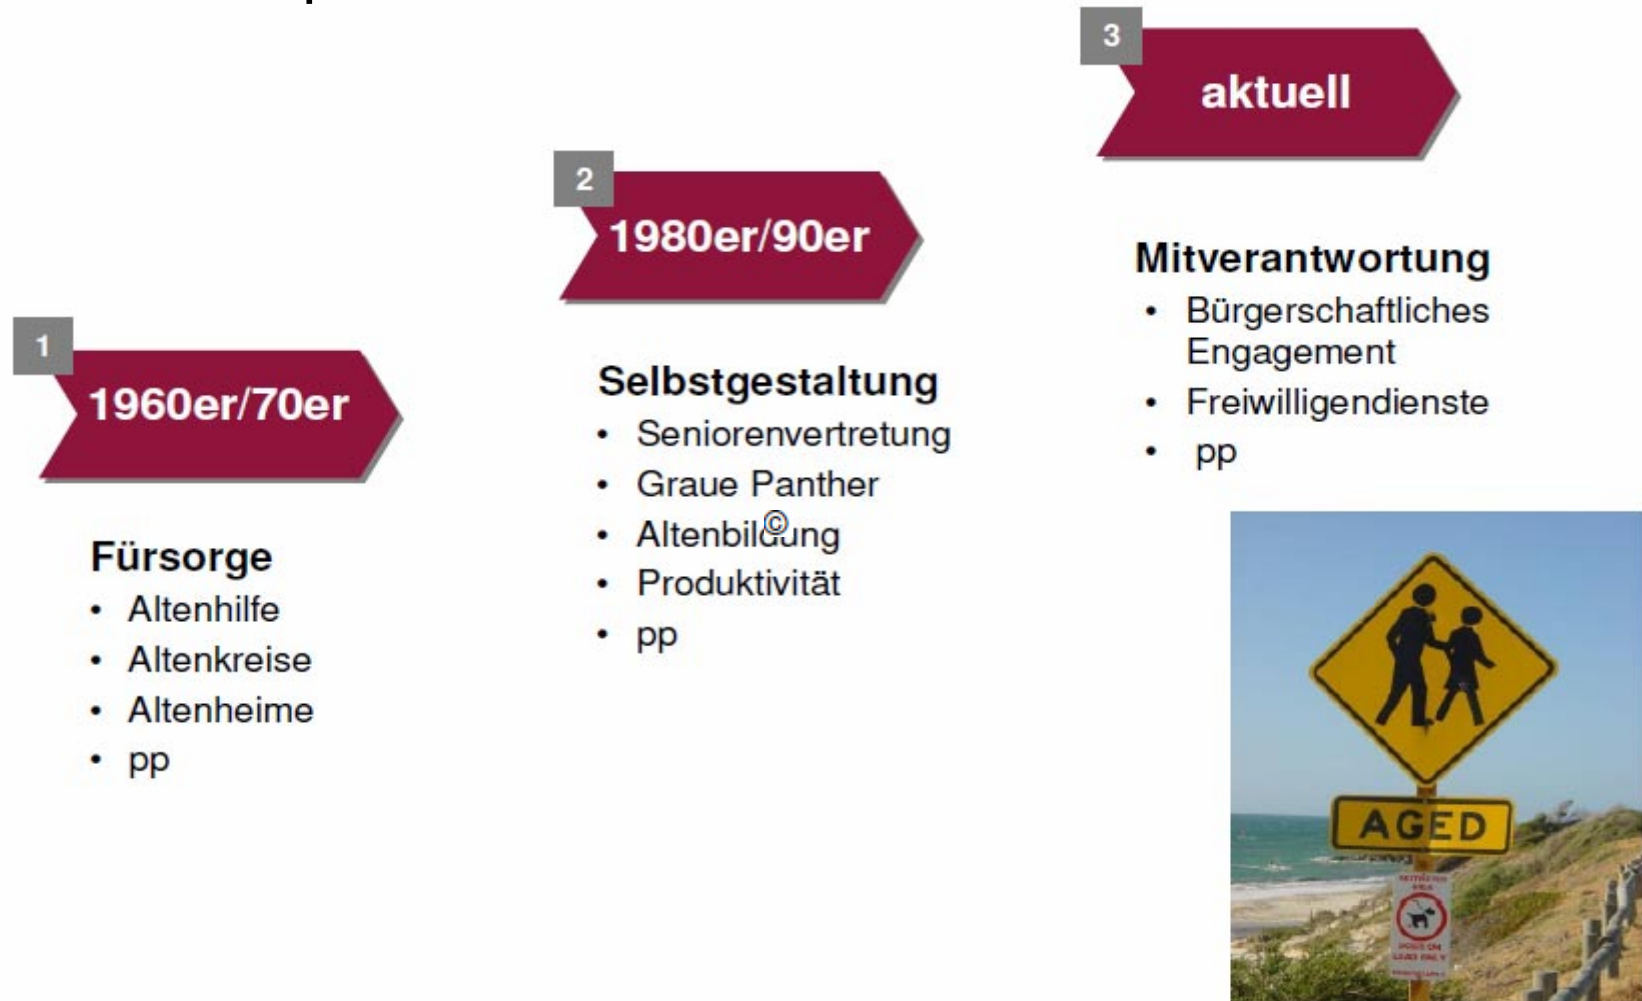 1
1960er/70er
Fürsorge
• Altenhilfe
• Altenkreise
• Altenheime
• pp
2
1980er/90er
Selbstgestaltung
• Seniorenvertretung
• Graue Panther
• Altenbildung
©
• Produktivität
• pp
3
aktuell
Mitverantwortung
• Bürgerschaftliches
Engagement
• Freiwilligendienste
• pp
AGED